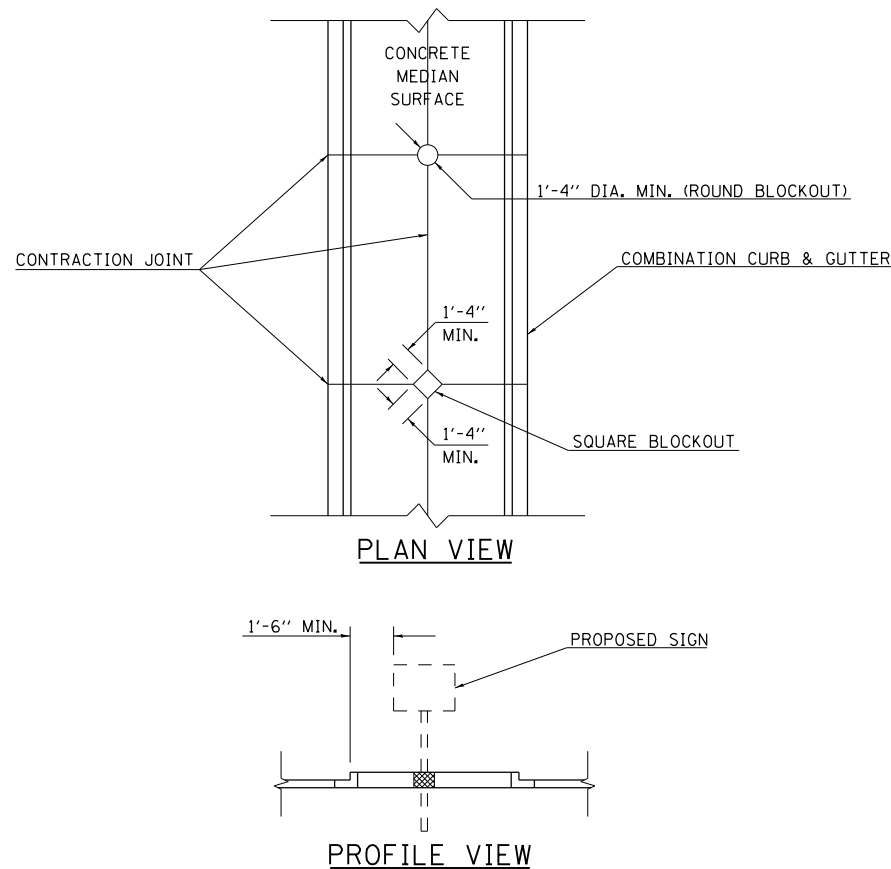 CONCRETE
MEDIAN
SURFACE
1'-4'' DIA. MIN. (ROUND BLOCKOUT)
CONTRACTION JOINT
COMBINATION CURB & GUTTER
1'-4''
MIN.
1'-4''
MIN.
SQUARE BLOCKOUT
PLAN VIEW
1'-6'' MIN.
PROPOSED SIGN
PROFILE VIEW